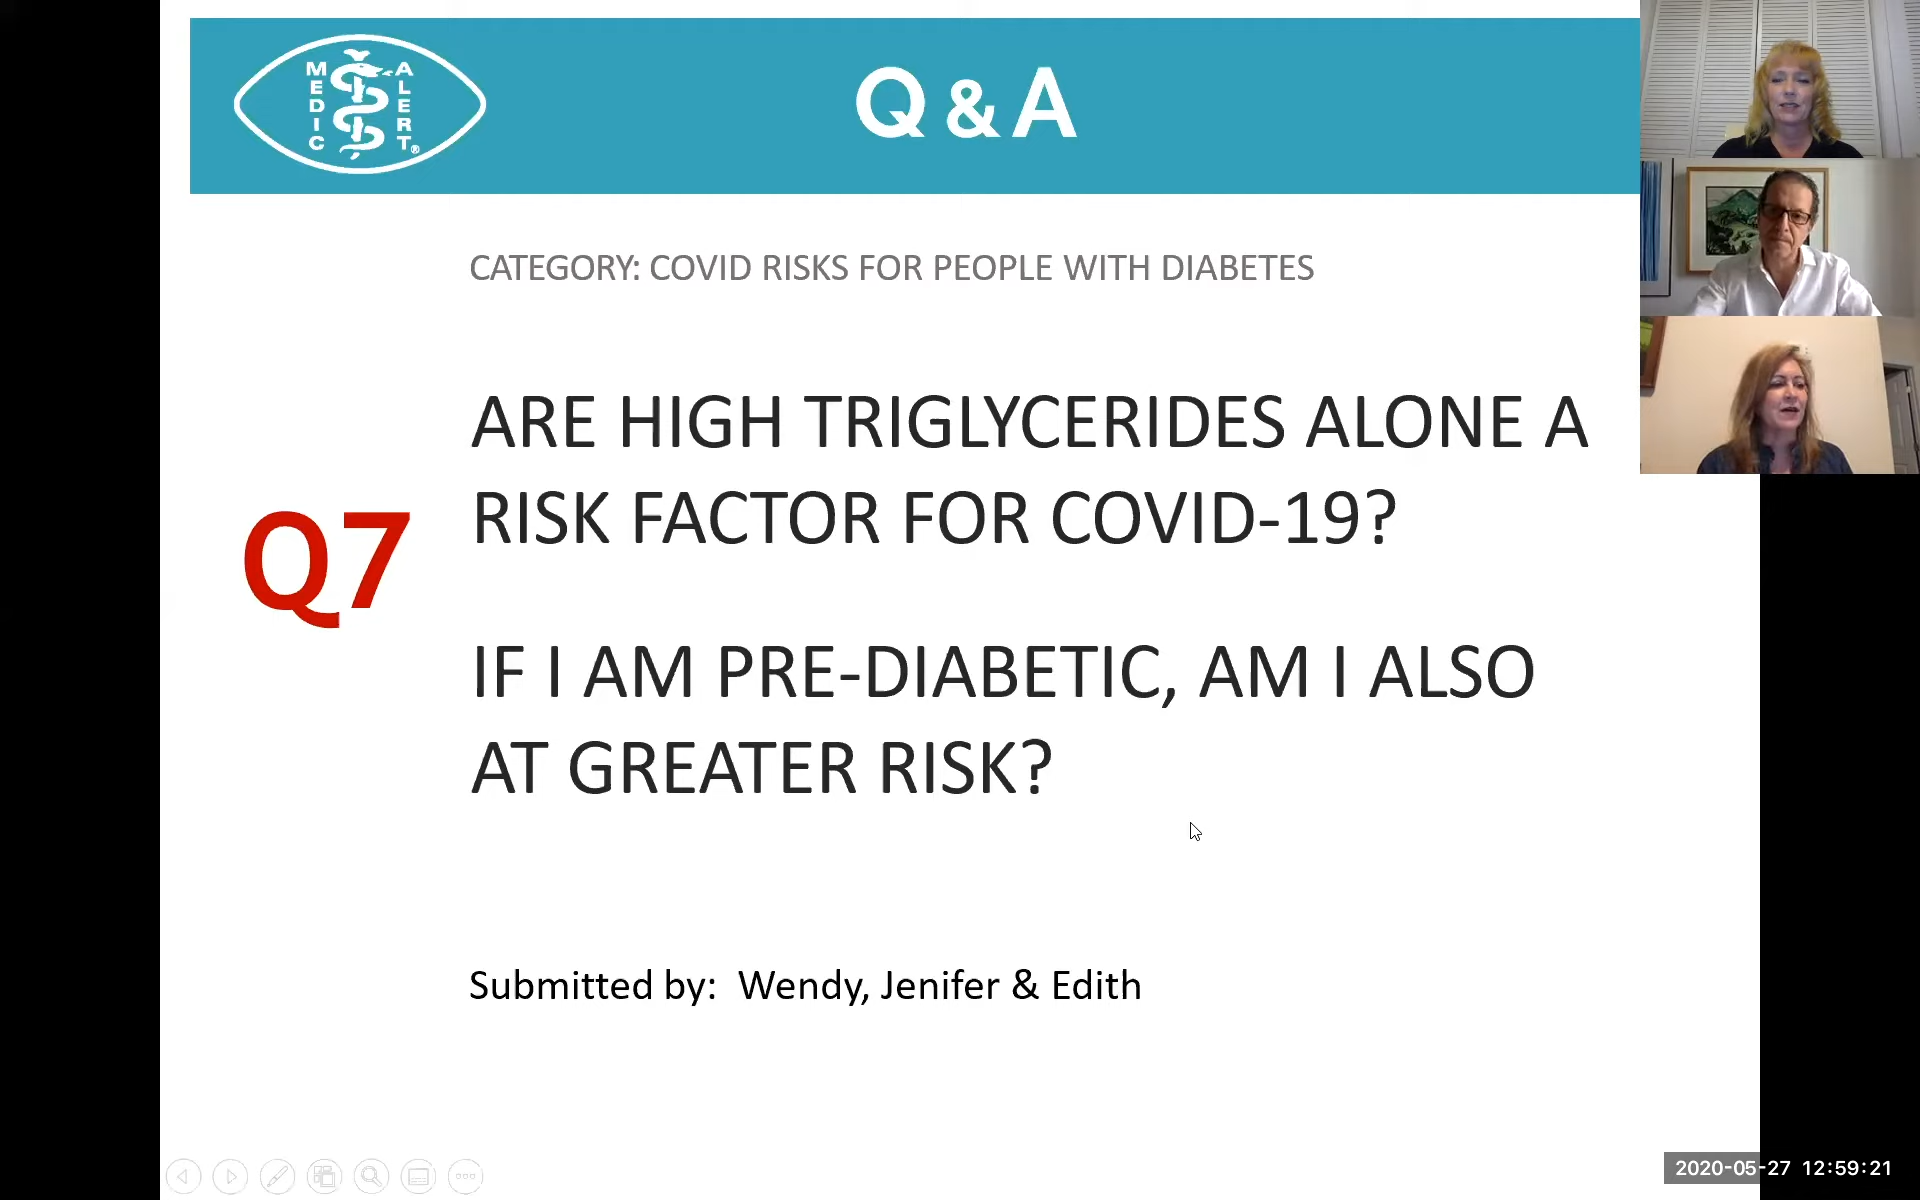 MEDIC
ALERT®
Q & A
CATEGORY: COVID RISKS FOR PEOPLE WITH DIABETES
ARE HIGH TRIGLYCERIDES ALONE A
RISK FACTOR FOR COVID-19?
Q7
IF I AM PRE-DIABETIC, AM I ALSO
AT GREATER RISK?
Submitted by: Wendy, Jenifer & Edith
2020-05-27 12:59:21